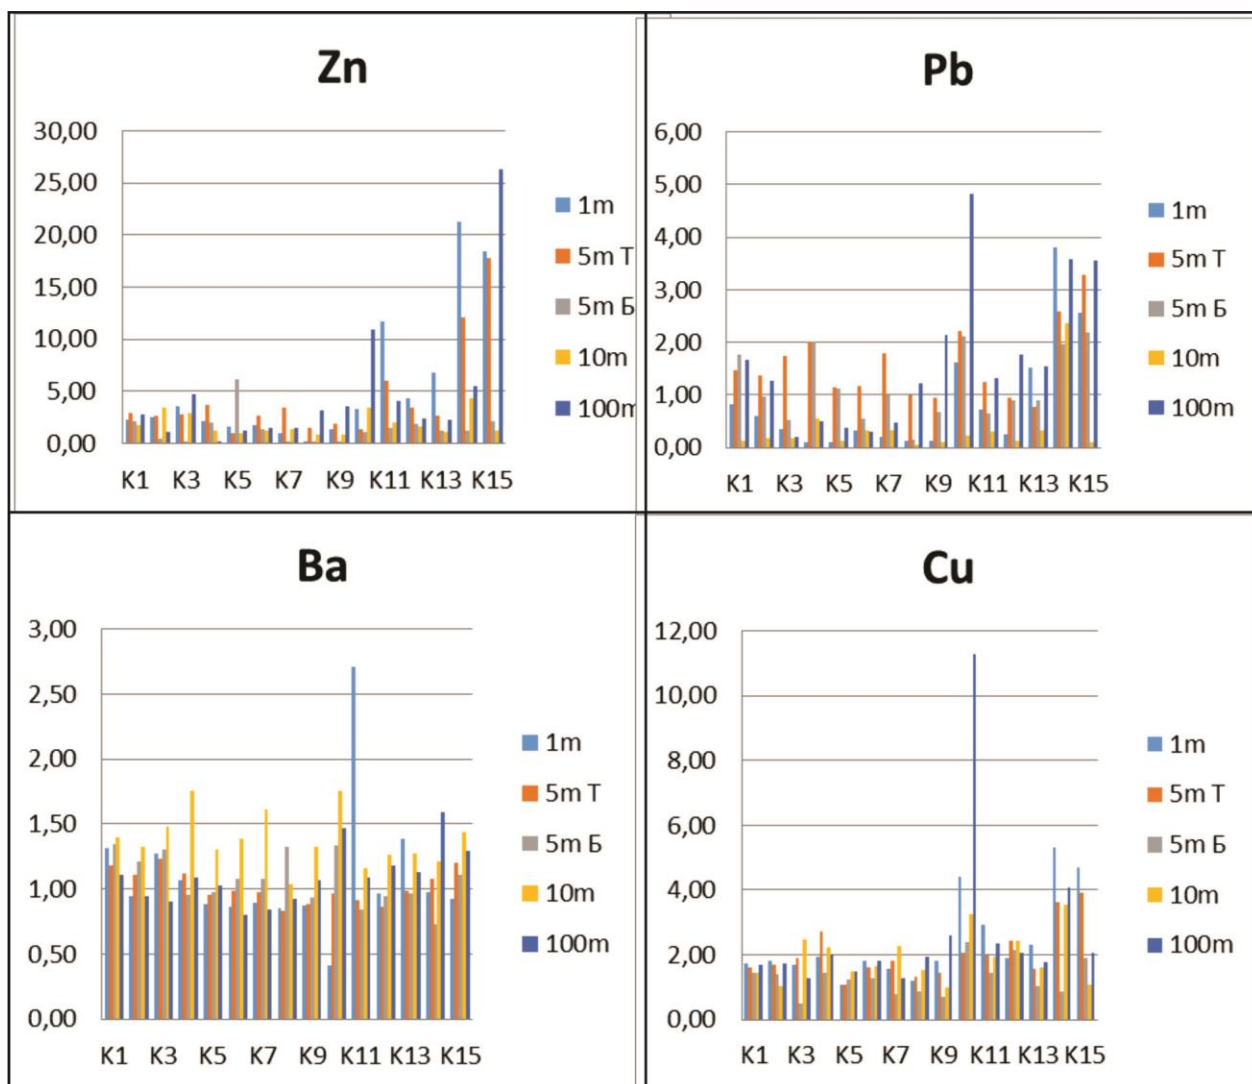 Zn
30,00
25,00
20,00
15,00
10,00
5,00
0,00
K1 K3 K5 K7 K9 K11 K13 K15
1m
5m T
5m Б
10m
100m
Pb
6,00
5,00
4,00
3,00
2,00
1,00
0,00
K1 K3 K5 K7 K9 K11 K13 K15
1m
5m T
5m Б
10m
100m
Ba
3,00
2,50
2,00
1,50
1,00
0,50
0,00
K1 K3 K5 K7 K9 K11 K13 K15
1m
5m T
5m Б
10m
100m
Cu
12,00
10,00
8,00
6,00
4,00
2,00
0,00
K1 K3 K5 K7 K9 K11 K13 K15
1m
5m T
5m Б
10m
100m